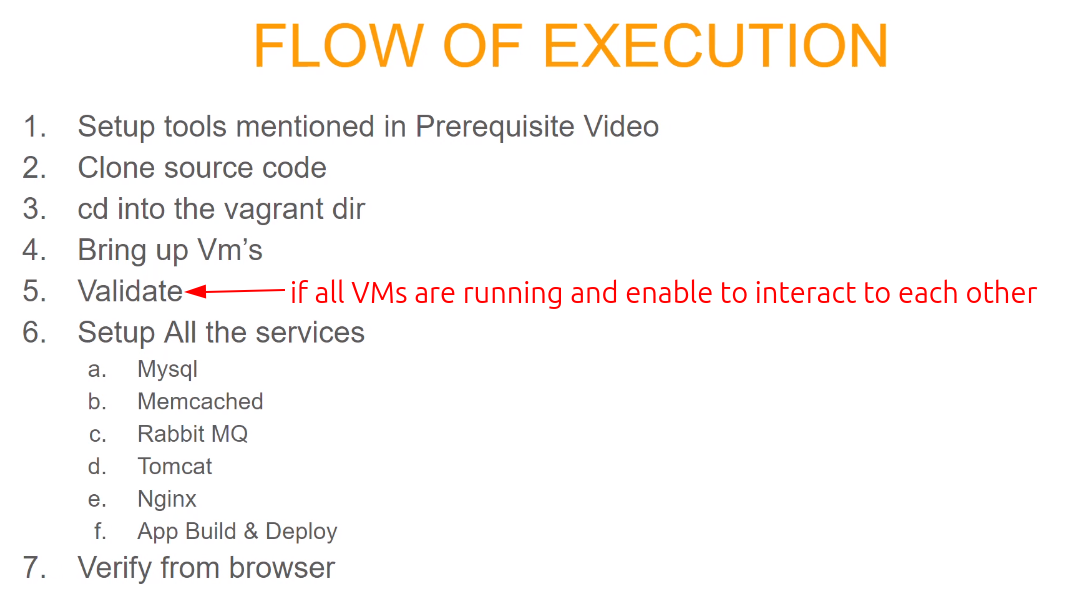 FLOW OF EXECUTION
1. Setup tools mentioned in Prerequisite Video
2. Clone source code
3. cd into the vagrant dir
4. Bring up Vm’s
5. Validate if all VMs are running and enable to interact to each other
6. Setup All the services
a. Mysql
b. Memcached
c. Rabbit MQ
d. Tomcat
e. Nginx
f. App Build & Deploy
7. Verify from browser